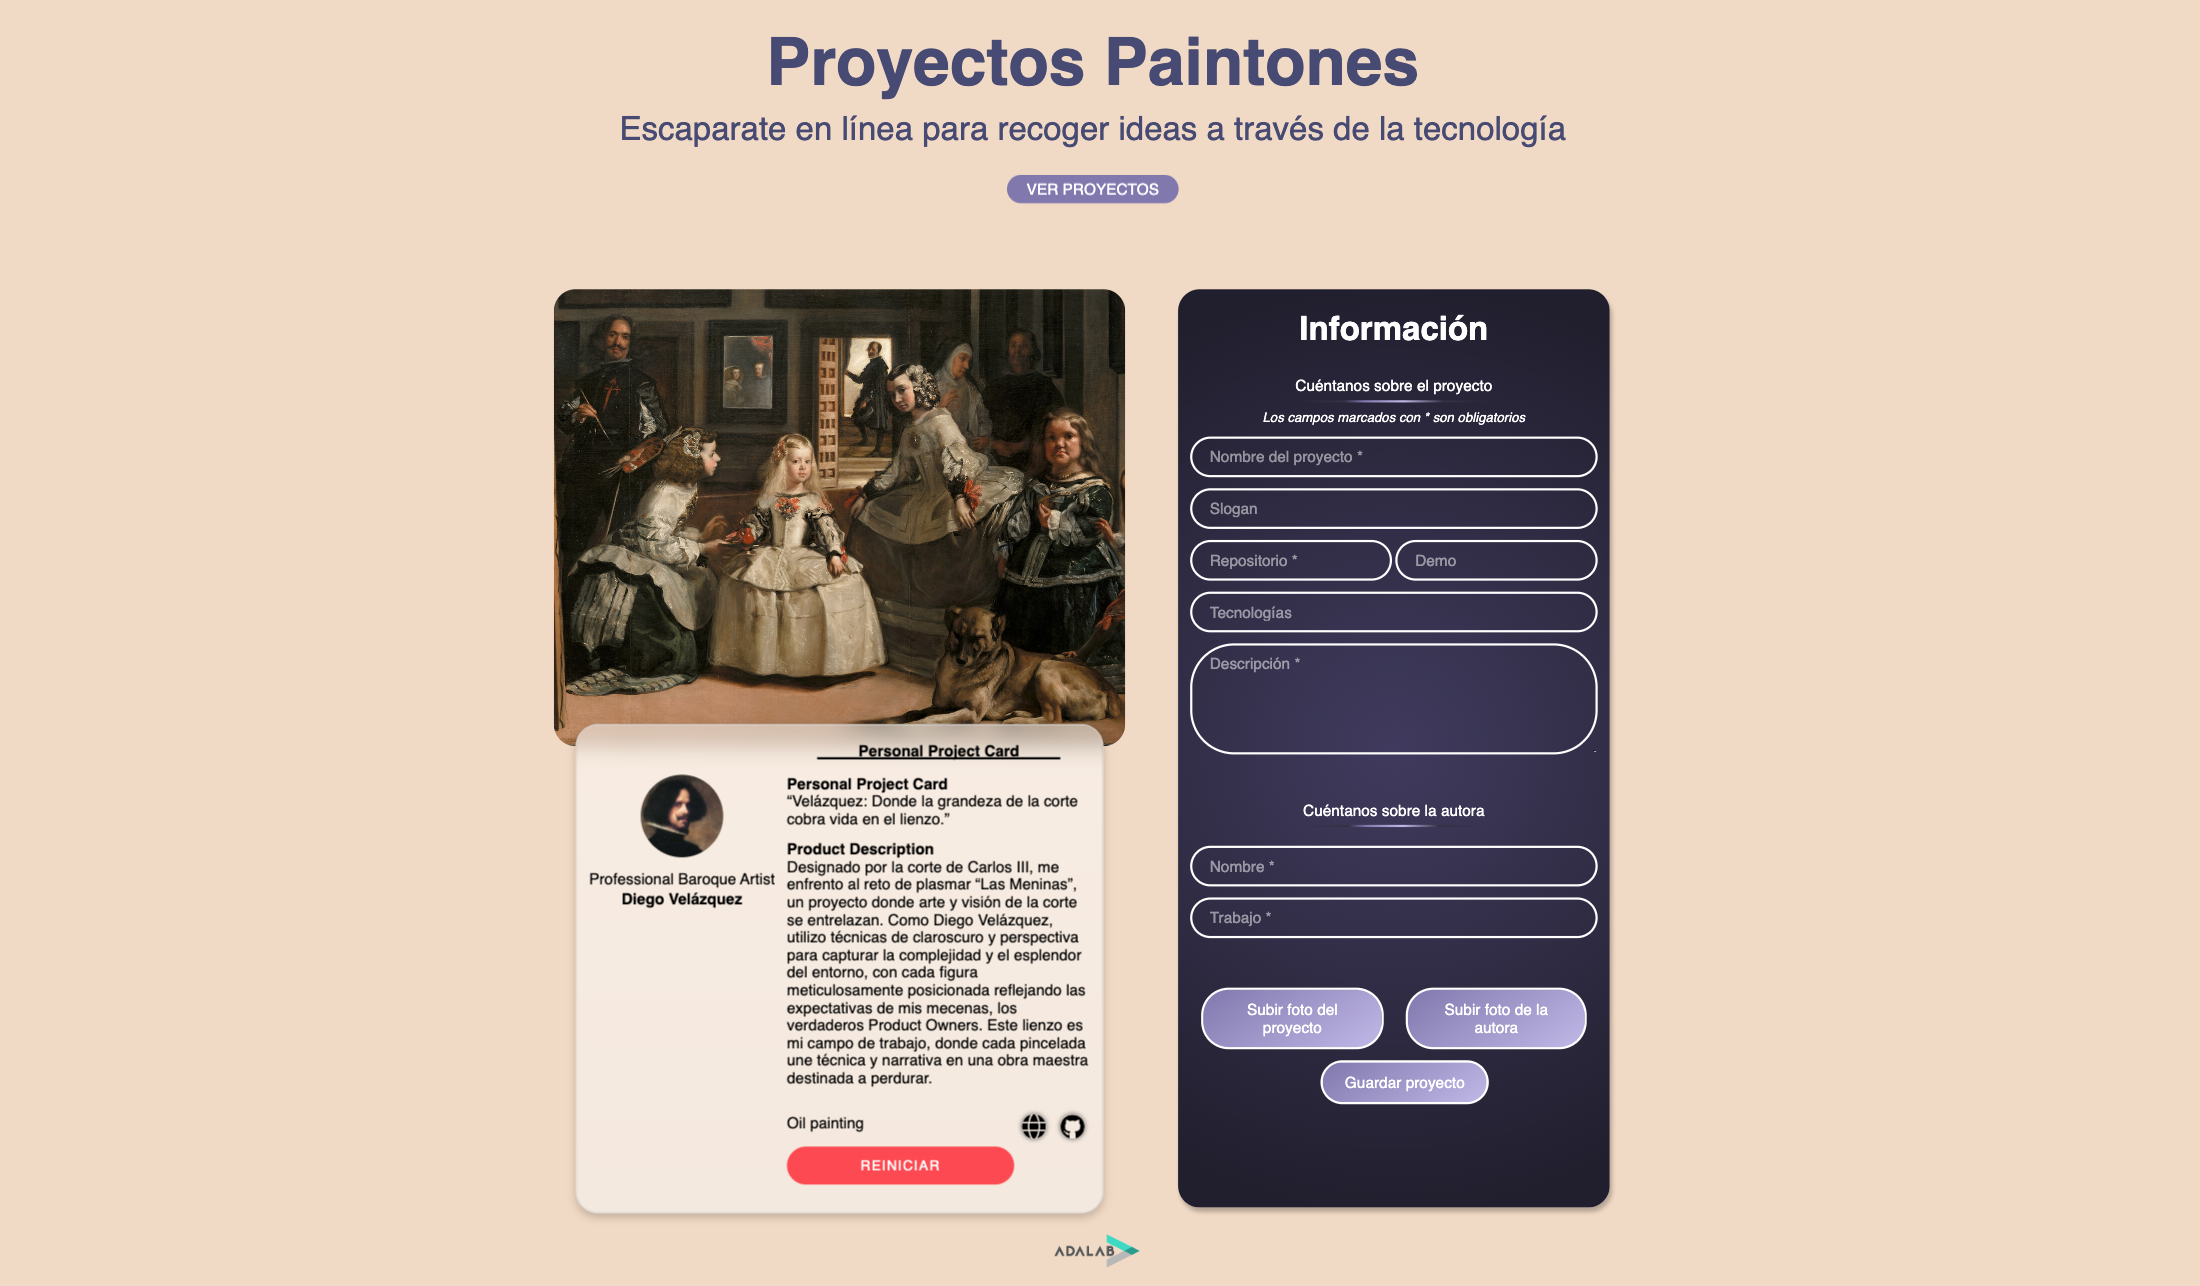 Proyectos Paintones
Escaparate en línea para recoger ideas a través de la tecnología
VER PROYECTOS
Personal Project Card
Professional Baroque Artist
Diego Velázquez
Personal Project Card
“Velázquez: Donde la grandeza de la corte
cobra vida en el lienzo.”
Product Description
Designado por la corte de Carlos III, me
enfrento al reto de plasmar “Las Meninas”,
un proyecto donde arte y visión de la corte
se entrelazan. Como Diego Velázquez,
utilizo técnicas de claroscuro y perspectiva
para capturar la complejidad y el esplendor
del entorno, con cada figura
meticulosamente posicionada reflejando las
expectativas de mis mecenas, los
verdaderos Product Owners. Este lienzo es
mi campo de trabajo, donde cada pincelada
une técnica y narrativa en una obra maestra
destinada a perdurar.
Oil painting
REINICIAR
Información
Cuéntanos sobre el proyecto
Los campos marcados con * son obligatorios
Nombre del proyecto *
Slogan
Repositorio * Demo
Tecnologías
Descripción *
Cuéntanos sobre la autora
Nombre *
Trabajo *
Subir foto del
proyecto
Subir foto de la
autora
Guardar proyecto
ADALAB